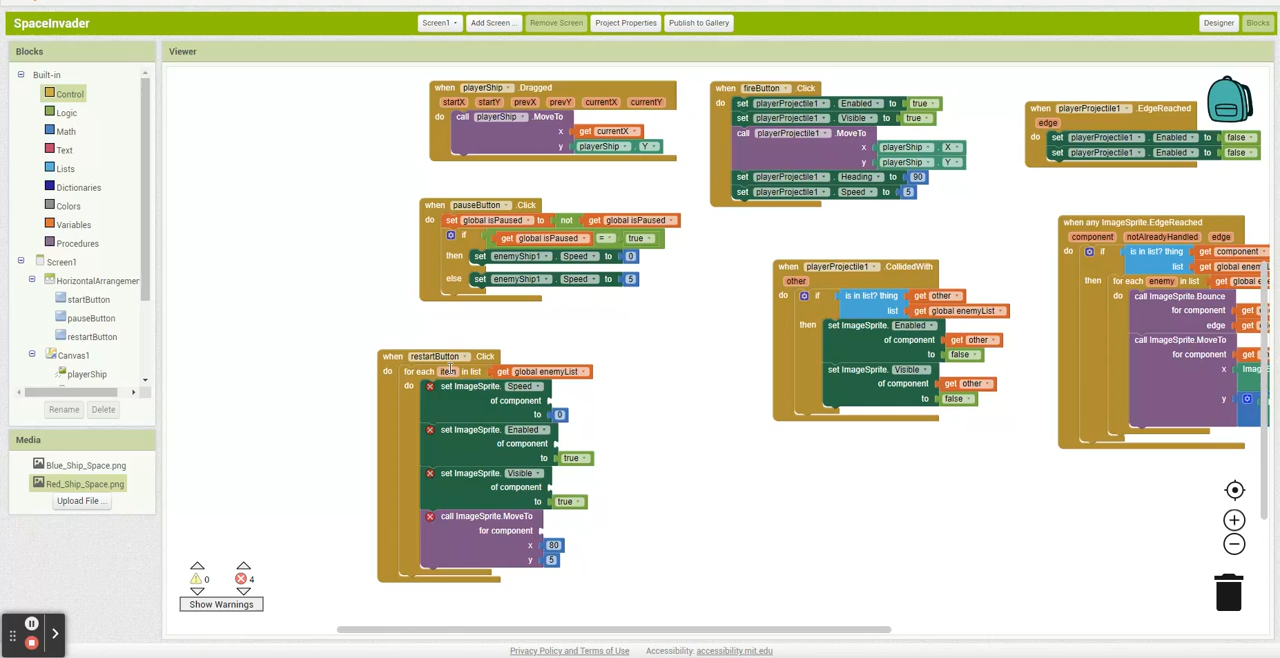 SpaceInvader
Screen1
Add Screen ...
Remove Screen
Project Properties
Publish to Gallery
Designer
Blocks
Blocks
Viewer
Built-in
Control
Logic
Math
Text
Lists
Dictionaries
Colors
Variables
Procedures
Screen1
HorizontalArrangemer
startButton
pauseButton
restartButton
Canvas1
playerShip
Rename
Delete
Media
Blue_Ship_Space.png
Red_Ship_Space.png
Upload File ...
when playerShip .Dragged
startX startY prevX prevY currentX currentY
do call playerShip .MoveTo
x get currentX
y playerShip . Y
when fireButton .Click
do set playerProjectile1 . Enabled to true
set playerProjectile1 . Visible to true
call playerProjectile1 .MoveTo
x playerShip . X
y playerShip . Y
set playerProjectile1 . Heading to 90
set playerProjectile1 . Speed to 5
when playerProjectile1 .EdgeReached
edge
do set playerProjectile1 . Enabled to false
set playerProjectile1 . Enabled to false
when pauseButton .Click
do set global isPaused to not get global isPaused
if get global isPaused = true
then set enemyShip1 . Speed to 0
else set enemyShip1 . Speed to 5
when any ImageSprite.EdgeReached
component notAlreadyHandled edge
do if is in list? thing get component
list get global enem
for each enemy in list get global e
do call ImageSprite.Bounce
for component get
edge get
call ImageSprite.MoveTo
for component get
x Imag
y
when playerProjectile1 .CollidedWith
other
do if is in list? thing get other
list get global enemyList
then set ImageSprite. Enabled
of component get other
to false
set ImageSprite. Visible
of component get other
to false
when restartButton .Click
do for each item in list get global enemyList
do set ImageSprite. Speed
of component
to 0
set ImageSprite. Enabled
of component
to true
set ImageSprite. Visible
of component
to true
call ImageSprite.MoveTo
for component
x 80
y 5
0 4
Show Warnings
Privacy Policy and Terms of Use Accessibility: accessibility.mit.edu